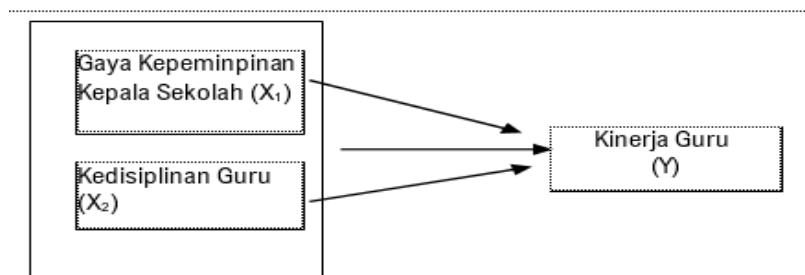 Gaya Kepeminpinan
Kepala Sekolah (X₁)
Kedisiplinan Guru
(X₂)
Kinerja Guru
(Y)